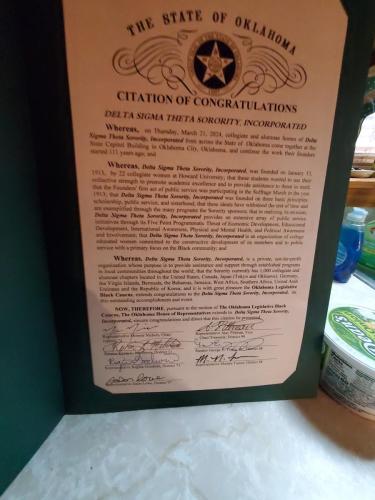 THE STATE OF OKLAHOMA
CITATION OF CONGRATULATIONS
DELTA SIGMA THETA SORORITY, INCORPORATED
Whereas, on Thursday, March 21, 2024, collegiate and alumnae Sorors of Delta
Sigma Theta Sorority, Incorporated from across the State of Oklahoma came together at the
State Capitol Building in Oklahoma City, Oklahoma, and continue the work their founders
started 111 years ago; and
Whereas, Delta Sigma Theta Sorority, Incorporated, was founded on January 13,
1913, by 22 collegiate women at Howard University; that these students wanted to use their
collective strength to promote academic excellence and to provide assistance to those in need;
that the Founders' first act of public service was participating in the Suffrage March in the year
1913; that Delta Sigma Theta Sorority, Incorporated was founded on three basic principles:
scholarship, public service, and sisterhood; that these ideals have withstood the test of time and
are exemplified through the many programs the Sorority sponsors; that in realizing its mission,
Delta Sigma Theta Sorority, Incorporated provides an extensive array of public service
initiatives through its Five Point Programmatic Thrust of Economic Development, Educational
Development, International Awareness, Physical and Mental Health, and Political Awareness
and Involvement; that Delta Sigma Theta Sorority, Incorporated is an organization of college
educated women committed to the constructive development of its members and to public
service with a primary focus on the Black community; and
Whereas, Delta Sigma Theta Sorority, Incorporated, is a private, not-for-profit
organization whose purpose is to provide assistance and support through established programs
in local communities throughout the world; that the Sorority currently has 1,000 collegiate and
alumnae chapters located in the United States, Canada, Japan (Tokyo and Okinawa), Germany,
the Virgin Islands, Bermuda, the Bahamas, Jamaica, West Africa, Southern Africa, United Arab
Emirates and the Republic of Korea; and it is with great pleasure the Oklahoma Legislative
Black Caucus, extends congratulations to the Delta Sigma Theta Sorority, Incorporated, for
this outstanding accomplishments and event.
NOW, THEREFORE, pursuant to the motion of The Oklahoma Legislative Black
Caucus, The Oklahoma House of Representatives extends to Delta Sigma Theta Sorority,
Incorporated, sincere congratulations and direct that this citation be presented.